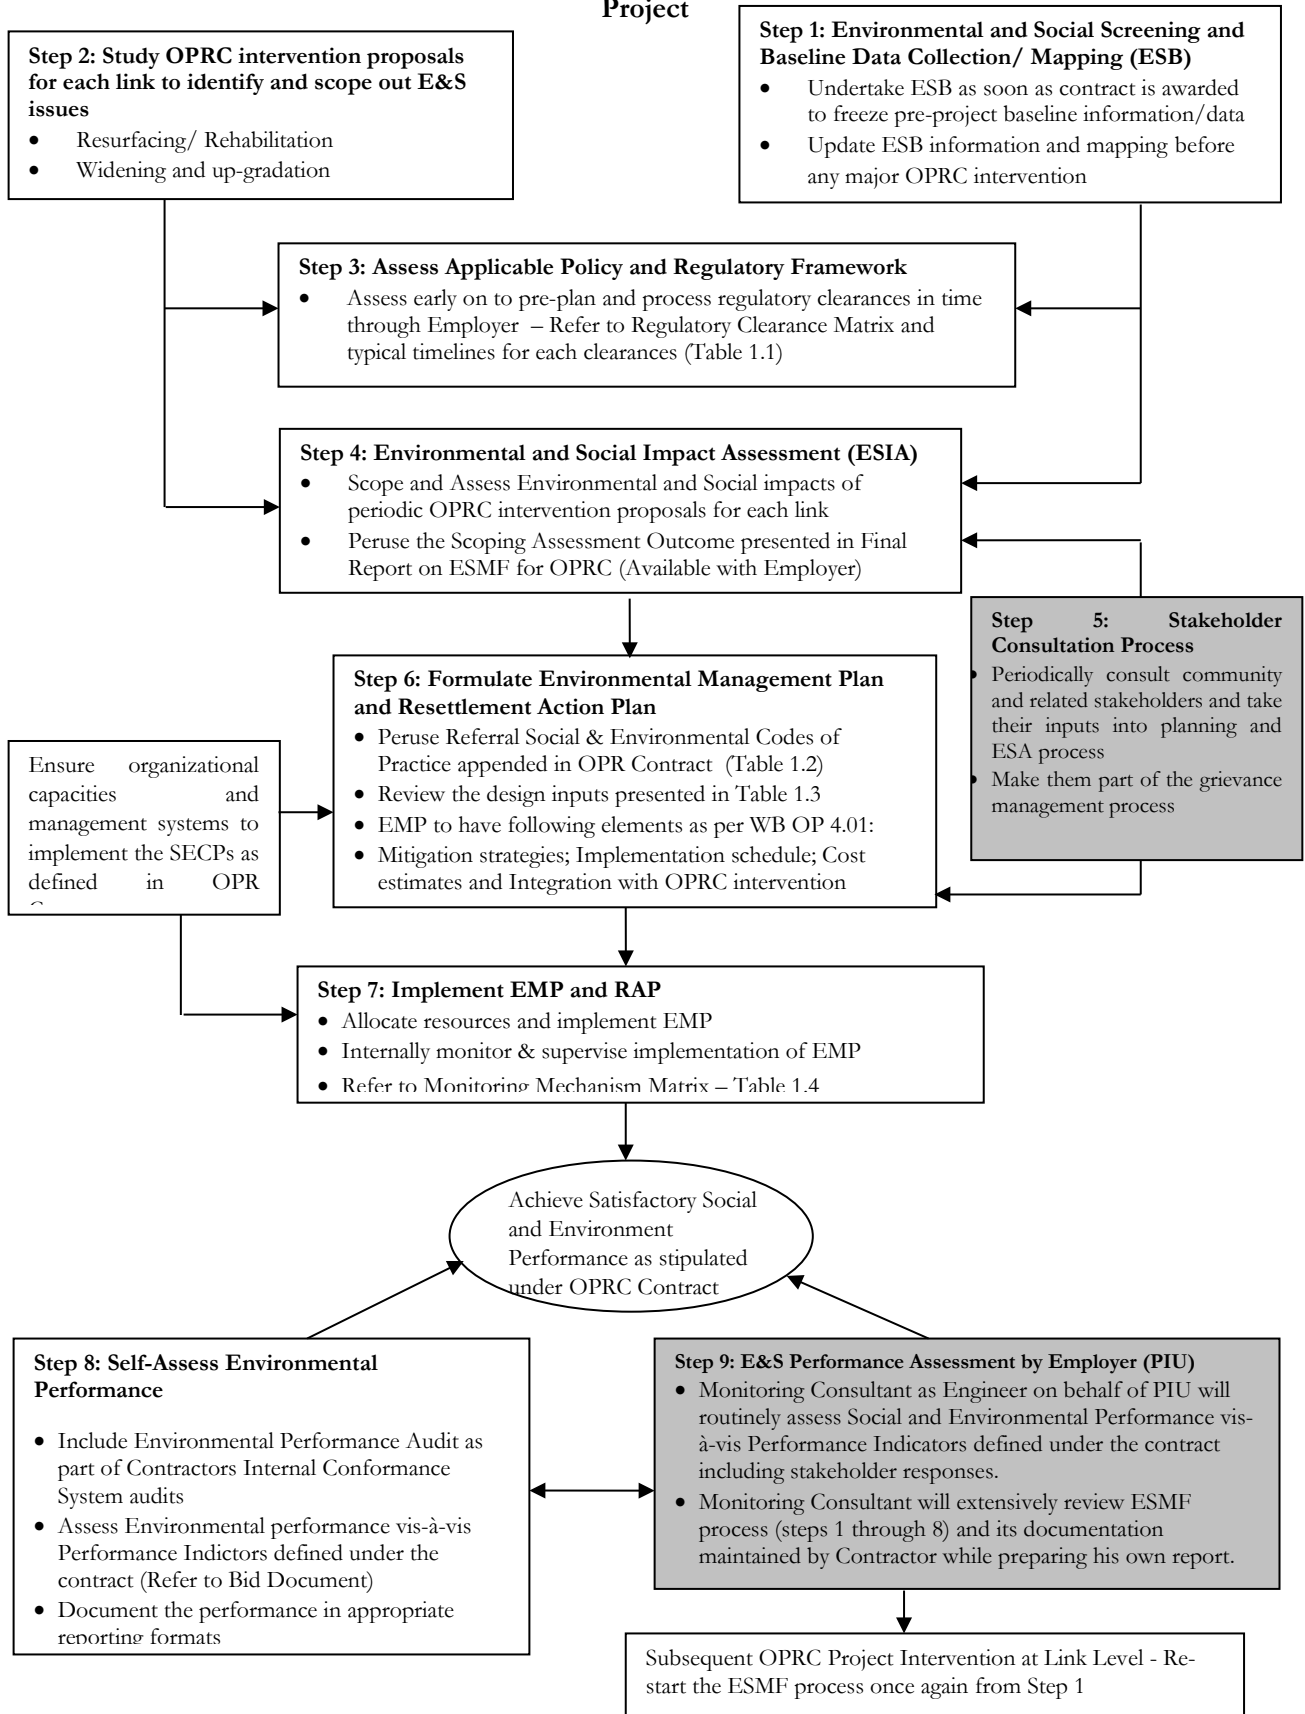 Project
Step 2: Study OPRC intervention proposals
for each link to identify and scope out E&S
issues
• Resurfacing/ Rehabilitation
• Widening and up-gradation
Step 1: Environmental and Social Screening and
Baseline Data Collection/ Mapping (ESB)
• Undertake ESB as soon as contract is awarded
to freeze pre-project baseline information/data
• Update ESB information and mapping before
any major OPRC intervention
Step 3: Assess Applicable Policy and Regulatory Framework
• Assess early on to pre-plan and process regulatory clearances in time
through Employer – Refer to Regulatory Clearance Matrix and
typical timelines for each clearances (Table 1.1)
Step 4: Environmental and Social Impact Assessment (ESIA)
• Scope and Assess Environmental and Social impacts of
periodic OPRC intervention proposals for each link
• Peruse the Scoping Assessment Outcome presented in Final
Report on ESMF for OPRC (Available with Employer)
Step 5: Stakeholder
Consultation Process
• Periodically consult community
and related stakeholders and take
their inputs into planning and
ESA process
• Make them part of the grievance
management process
Step 6: Formulate Environmental Management Plan
and Resettlement Action Plan
• Peruse Referral Social & Environmental Codes of
Practice appended in OPR Contract (Table 1.2)
• Review the design inputs presented in Table 1.3
• EMP to have following elements as per WB OP 4.01:
• Mitigation strategies; Implementation schedule; Cost
estimates and Integration with OPRC intervention
Ensure organizational
capacities and
management systems to
implement the SECPs as
defined in OPR
Step 7: Implement EMP and RAP
• Allocate resources and implement EMP
• Internally monitor & supervise implementation of EMP
• Refer to Monitoring Mechanism Matrix – Table 1.4
Achieve Satisfactory Social
and Environment
Performance as stipulated
under OPRC Contract
Step 8: Self-Assess Environmental
Performance
• Include Environmental Performance Audit as
part of Contractors Internal Conformance
System audits
• Assess Environmental performance vis-à-vis
Performance Indictors defined under the
contract (Refer to Bid Document)
• Document the performance in appropriate
reporting formats
Step 9: E&S Performance Assessment by Employer (PIU)
• Monitoring Consultant as Engineer on behalf of PIU will
routinely assess Social and Environmental Performance vis-
à-vis Performance Indicators defined under the contract
including stakeholder responses.
• Monitoring Consultant will extensively review ESMF
process (steps 1 through 8) and its documentation
maintained by Contractor while preparing his own report.
Subsequent OPRC Project Intervention at Link Level - Re-
start the ESMF process once again from Step 1